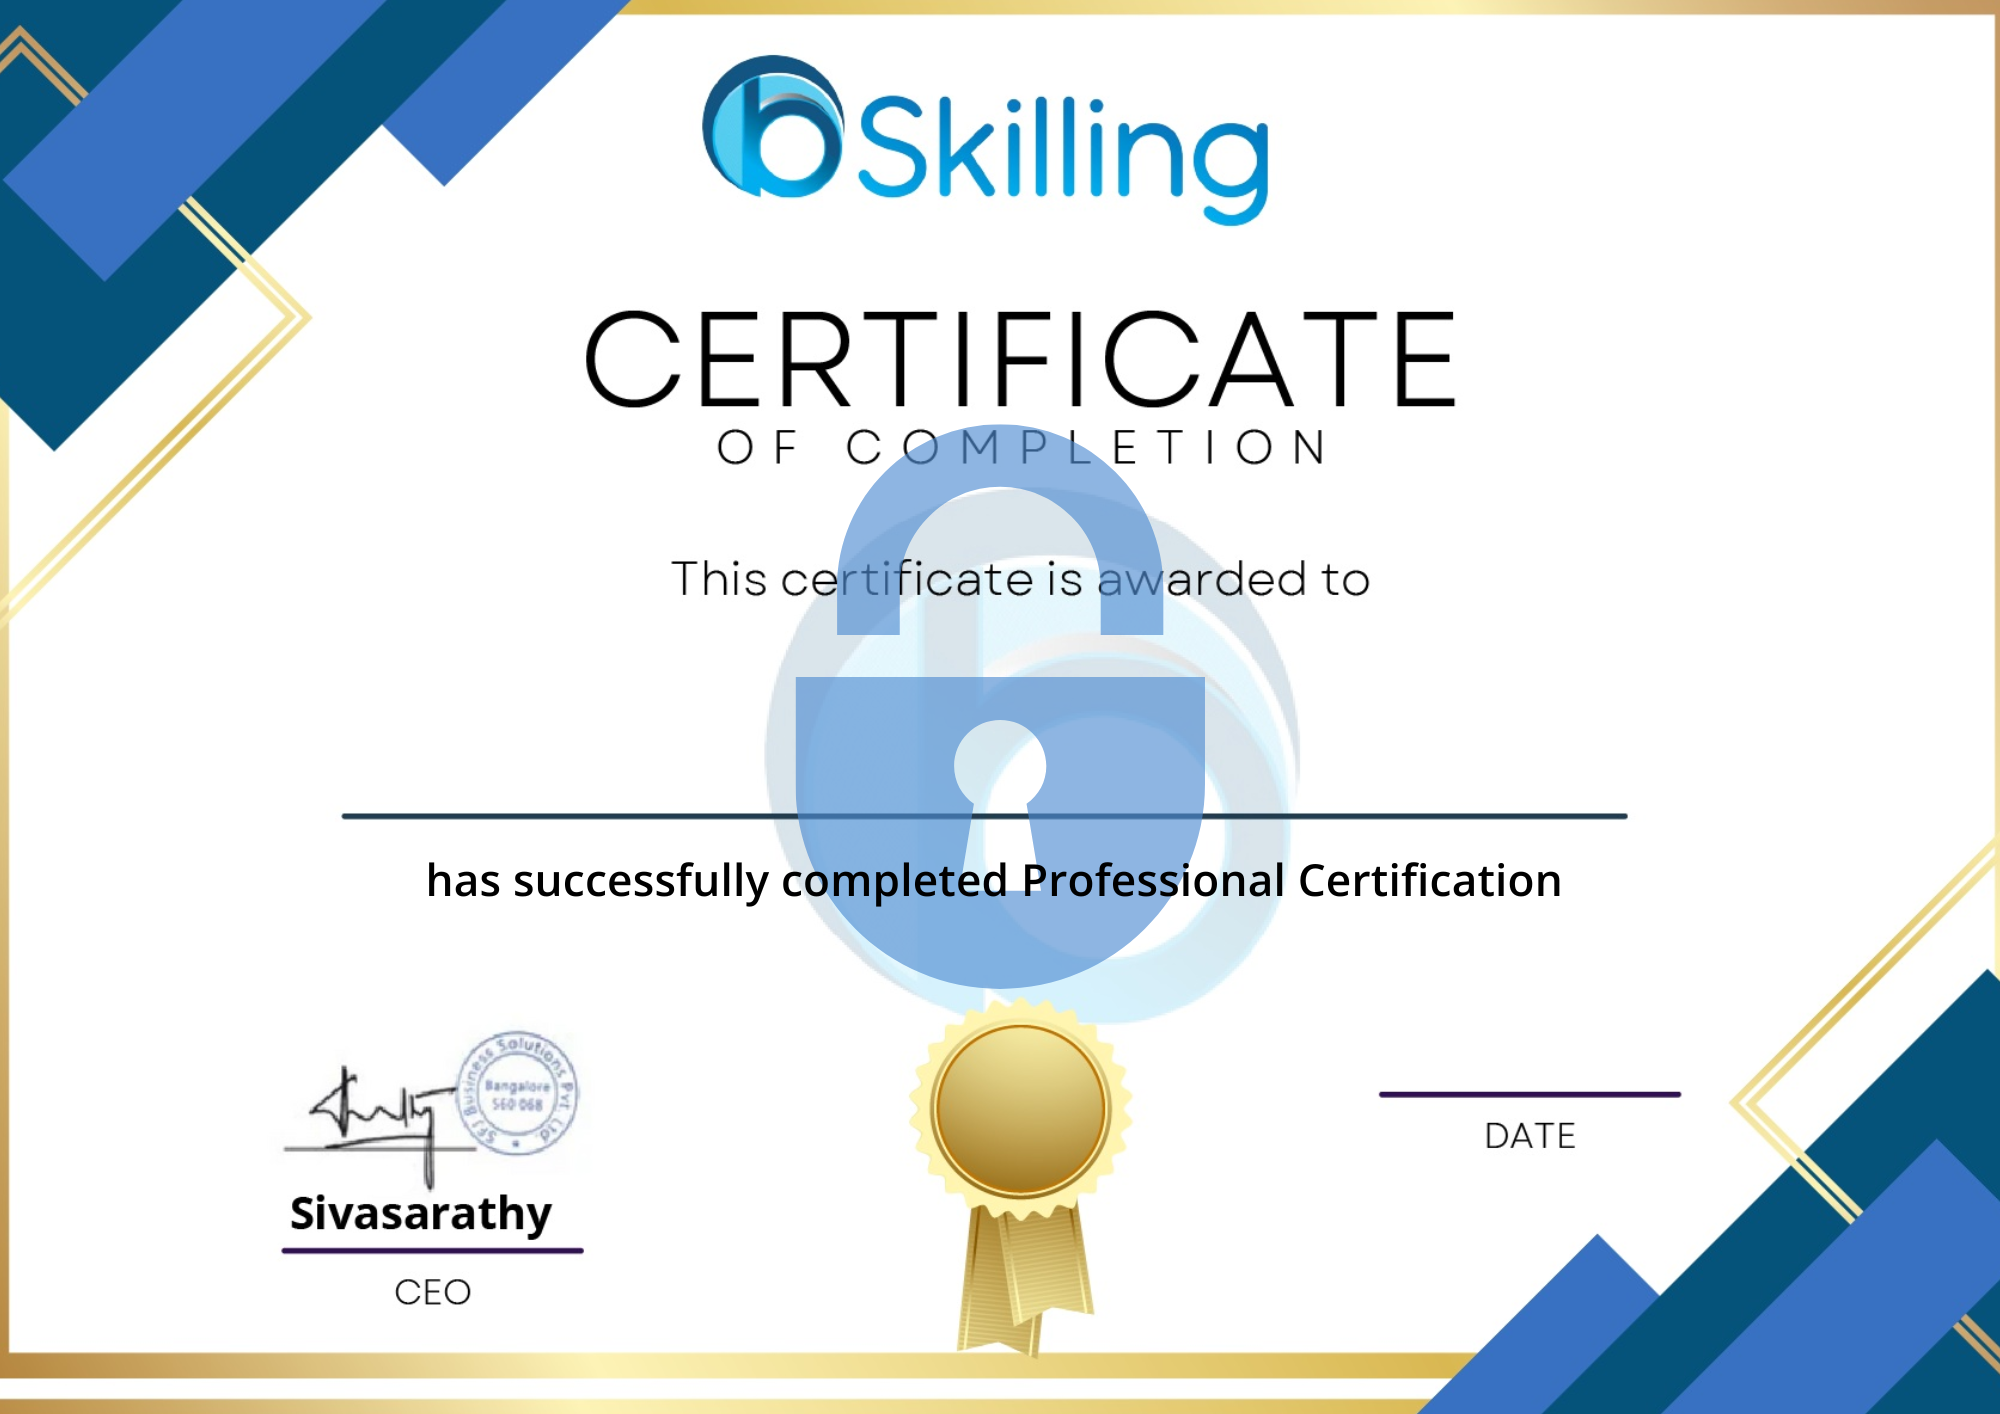 bSkilling
CERTIFICATE
OF COMPLETION
This certificate is awarded to
has successfully completed Professional Certification
SFJ Business Solutions Pvt. Ltd.
Bangalore
560 068
Sivasarathy
CEO
DATE